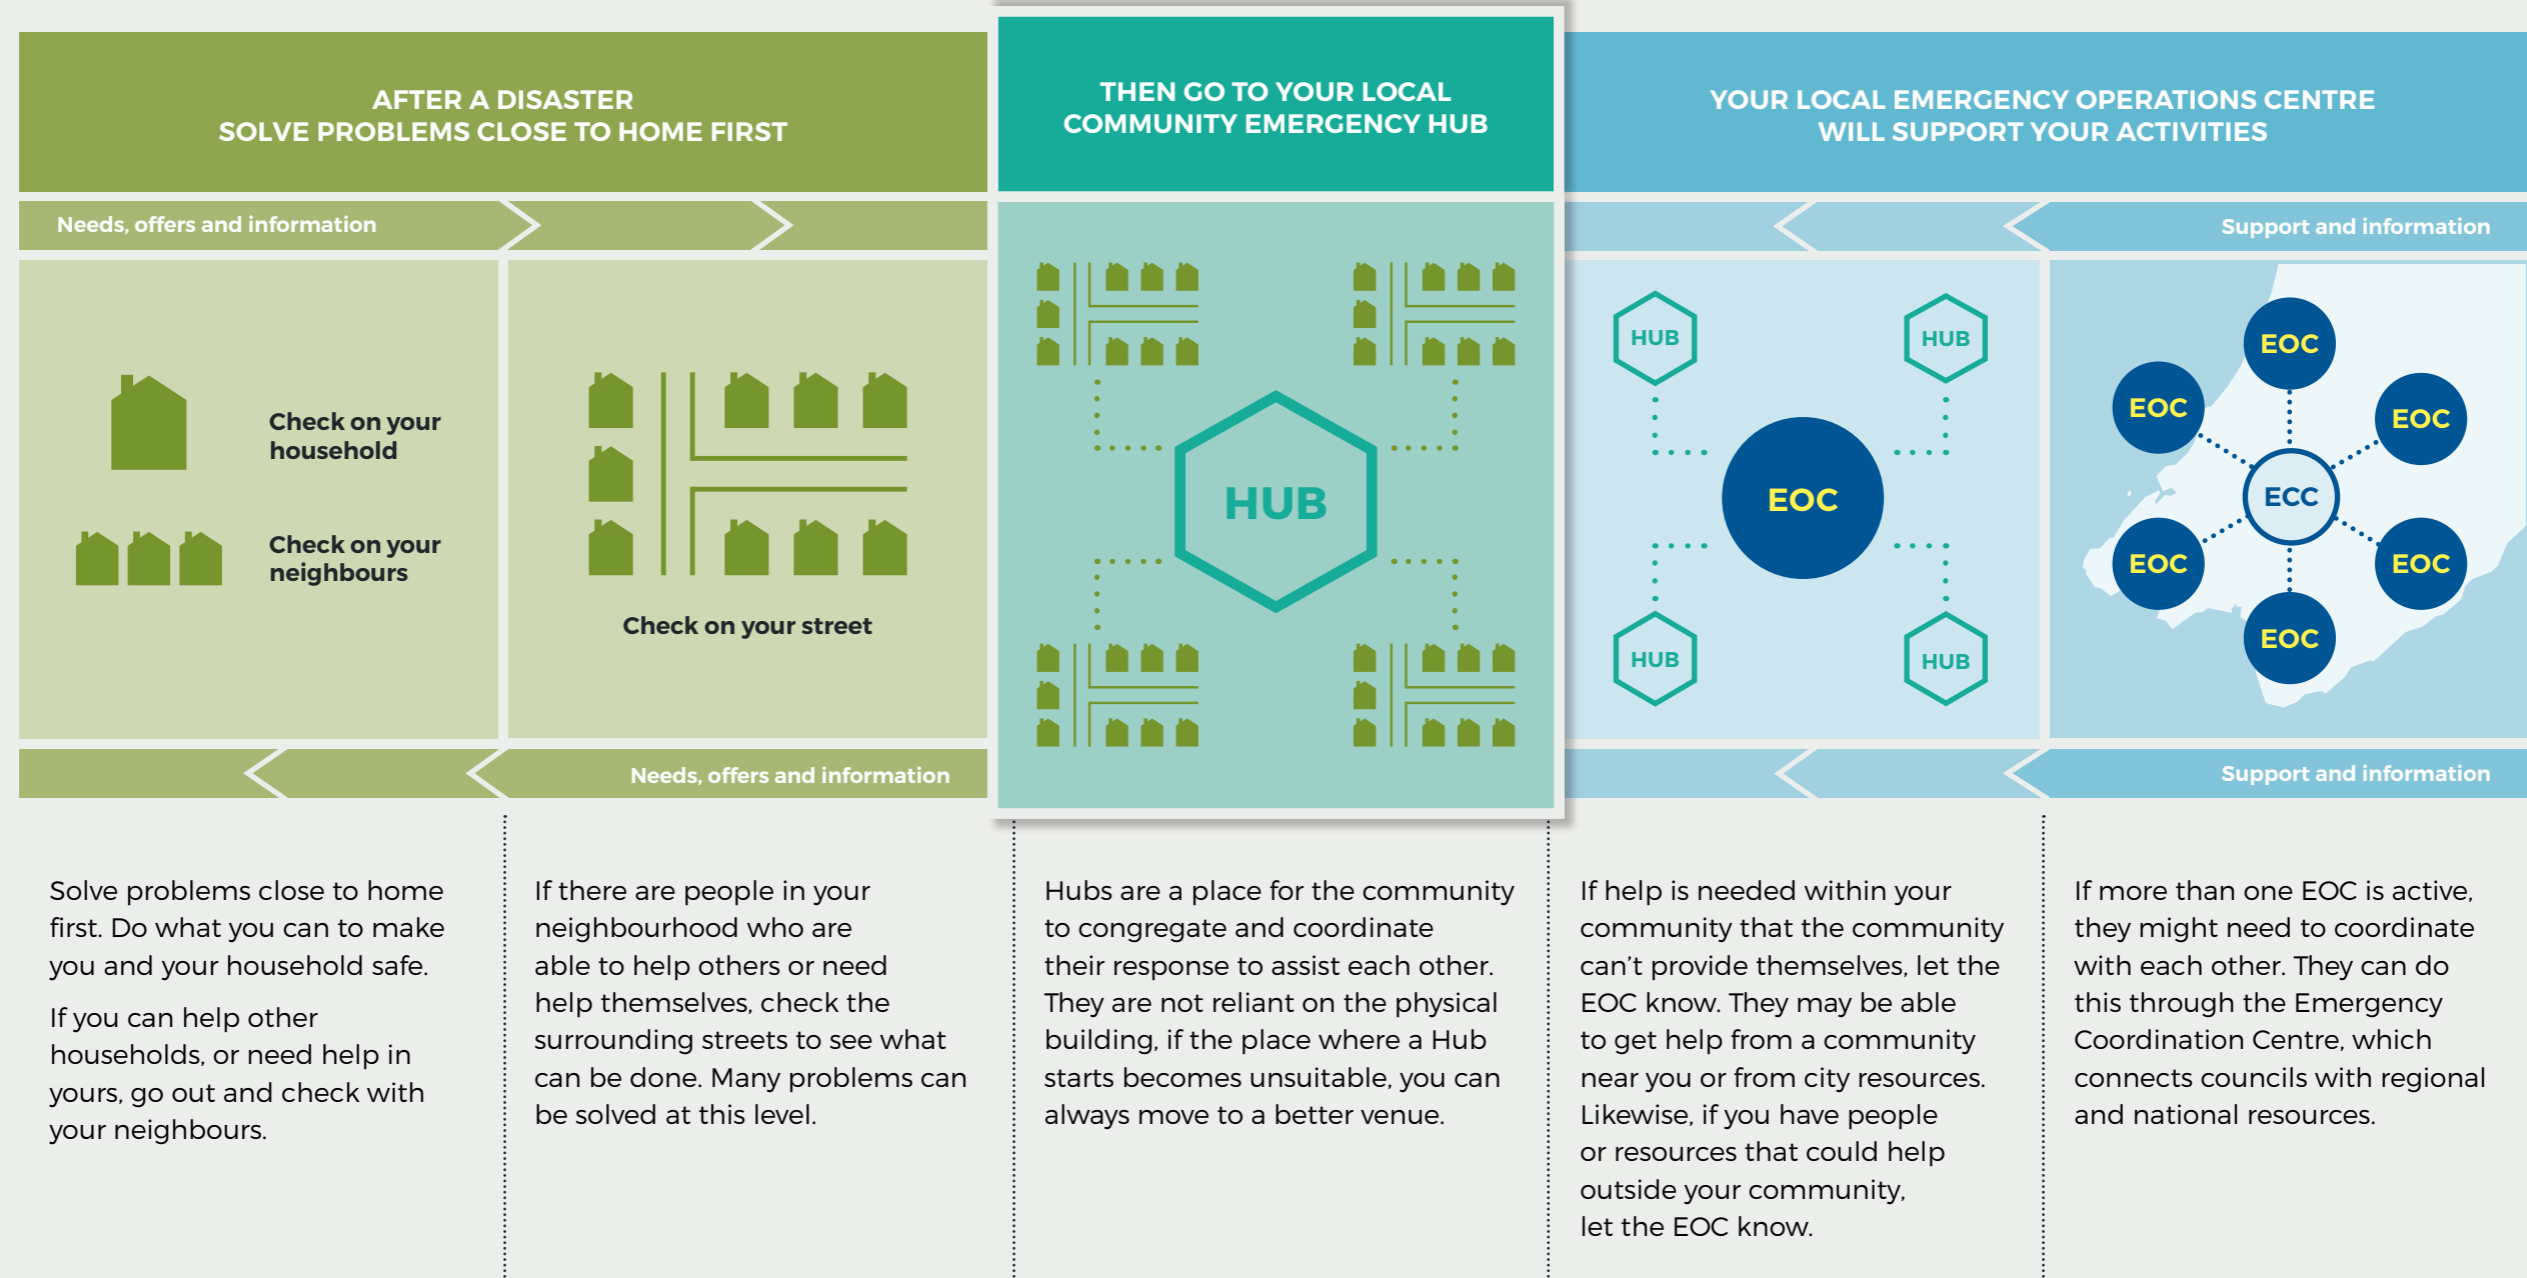 AFTER A DISASTER
SOLVE PROBLEMS CLOSE TO HOME FIRST
THEN GO TO YOUR LOCAL
COMMUNITY EMERGENCY HUB
YOUR LOCAL EMERGENCY OPERATIONS CENTRE
WILL SUPPORT YOUR ACTIVITIES
Needs, offers and information
Support and information
Check on your
household
Check on your
neighbours
Check on your street
HUB
HUB
HUB
EOC
HUB
HUB
EOC
EOC
EOC
ECC
EOC
EOC
EOC
Needs, offers and information
Support and information
Solve problems close to home
first. Do what you can to make
you and your household safe.
If you can help other
households, or need help in
yours, go out and check with
your neighbours.
If there are people in your
neighbourhood who are
able to help others or need
help themselves, check the
surrounding streets to see what
can be done. Many problems can
be solved at this level.
Hubs are a place for the community
to congregate and coordinate
their response to assist each other.
They are not reliant on the physical
building, if the place where a Hub
starts becomes unsuitable, you can
always move to a better venue.
If help is needed within your
community that the community
can’t provide themselves, let the
EOC know. They may be able
to get help from a community
near you or from city resources.
Likewise, if you have people
or resources that could help
outside your community,
let the EOC know.
If more than one EOC is active,
they might need to coordinate
with each other. They can do
this through the Emergency
Coordination Centre, which
connects councils with regional
and national resources.